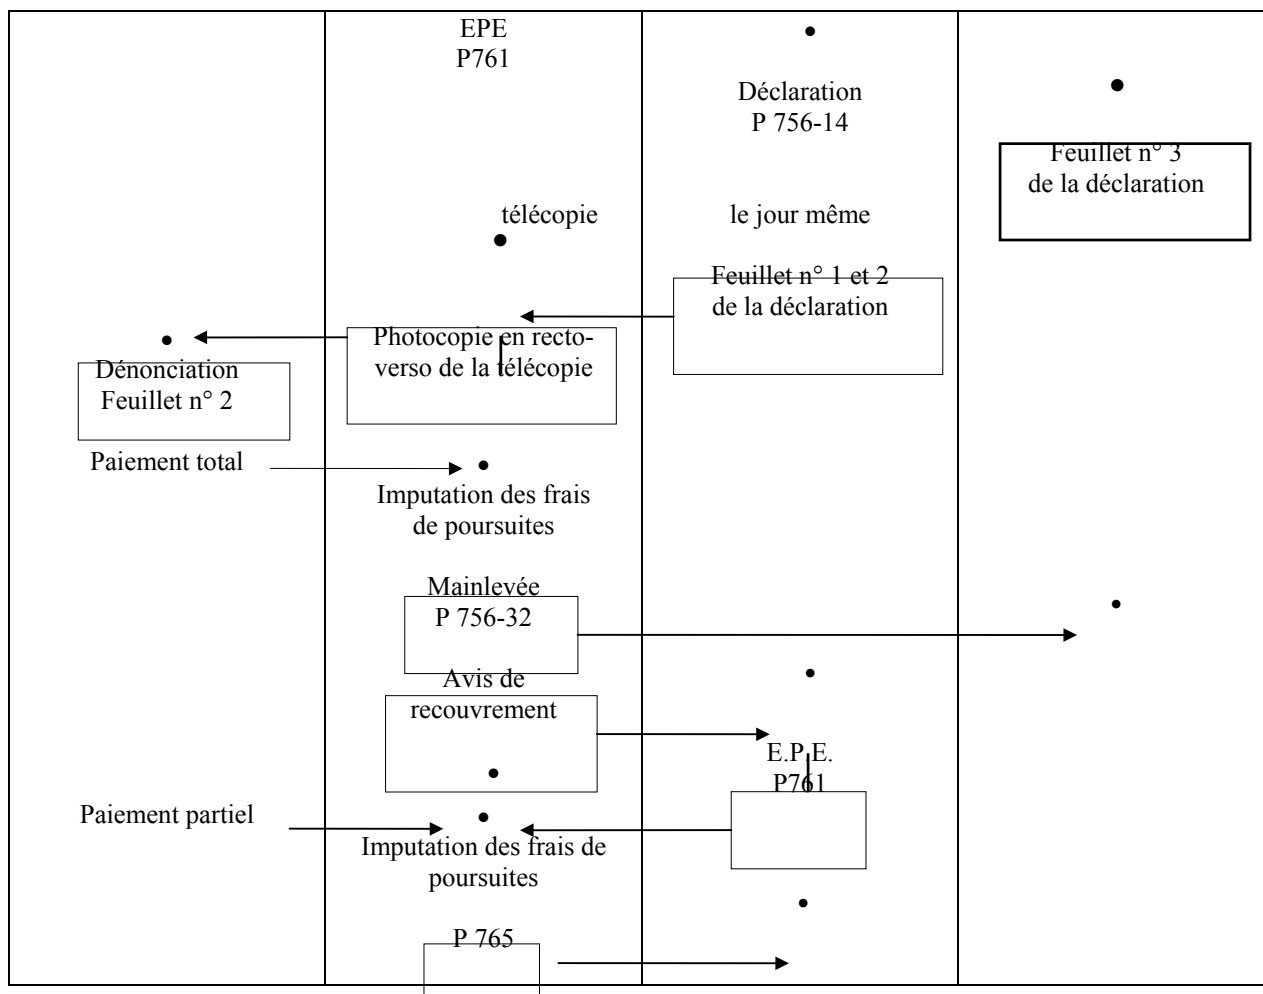 EPE
P761
Déclaration
P 756-14
Feuillet n° 3
de la déclaration
télécopie
le jour même
Feuillet n° 1 et 2
de la déclaration
Photocopie en recto-
verso de la télécopie
Dénonciation
Feuillet n° 2
Paiement total
Imputation des frais
de poursuites
Mainlevée
P 756-32
Avis de
recouvrement
E.P.E.
P761
Paiement partiel
Imputation des frais de
poursuites
P 765